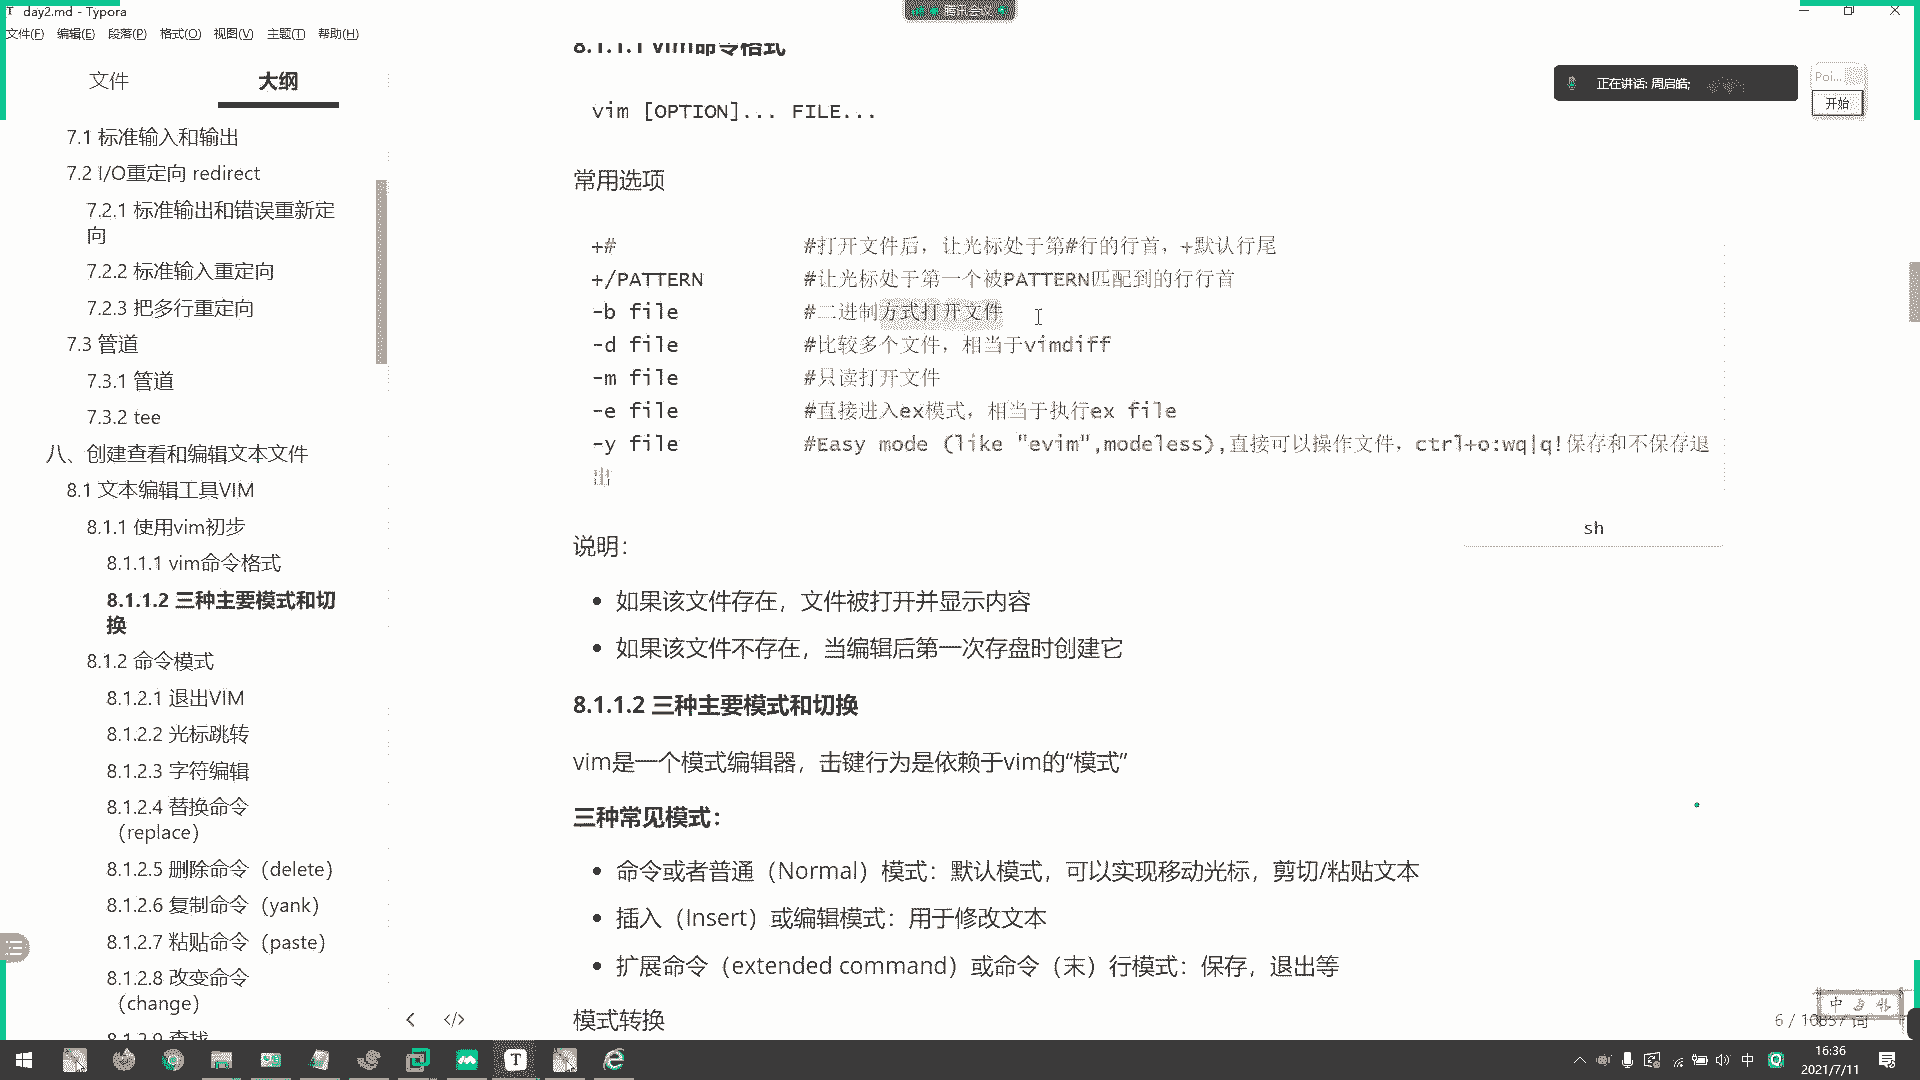 day2.md - Typora
腾讯会议
文件(F) 编辑(E) 段落(P) 格式(O) 视图(V) 主题(T) 帮助(H)
文件 大纲
7.1 标准输入和输出
7.2 I/O重定向 redirect
7.2.1 标准输出和错误重新定
向
7.2.2 标准输入重定向
7.2.3 把多行重定向
7.3 管道
7.3.1 管道
7.3.2 tee
八、创建查看和编辑文本文件
8.1 文本编辑工具VIM
8.1.1 使用vim初步
8.1.1.1 vim命令格式
8.1.1.2 三种主要模式和切
换
8.1.2 命令模式
8.1.2.1 退出VIM
8.1.2.2 光标跳转
8.1.2.3 字符编辑
8.1.2.4 替换命令
（replace）
8.1.2.5 删除命令（delete）
8.1.2.6 复制命令（yank）
8.1.2.7 粘贴命令（paste）
8.1.2.8 改变命令
（change）
8.1.2.9 查找
8.1.1.1 vim命令格式
vim [OPTION]... FILE...
常用选项
+# #打开文件后，让光标处于第#行的行首，+默认行尾
+/PATTERN #让光标处于第一个被PATTERN匹配到的行行首
-b file #二进制方式打开文件
-d file #比较多个文件，相当于vimdiff
-m file #只读打开文件
-e file #直接进入ex模式，相当于执行ex file
-y file #Easy mode (like "evim",modeless),直接可以操作文件，ctrl+o:wq|q!保存和不保存退
出
sh
说明：
如果该文件存在，文件被打开并显示内容
如果该文件不存在，当编辑后第一次存盘时创建它
8.1.1.2 三种主要模式和切换
vim是一个模式编辑器，击键行为是依赖于vim的“模式”
三种常见模式：
命令或者普通（Normal）模式：默认模式，可以实现移动光标，剪切/粘贴文本
插入（Insert）或编辑模式：用于修改文本
扩展命令（extended command）或命令（末）行模式：保存，退出等
模式转换
正在讲话: 周启皓;
Poi...
开始
中
6 / 10857 词
中
16:36
2021/7/11